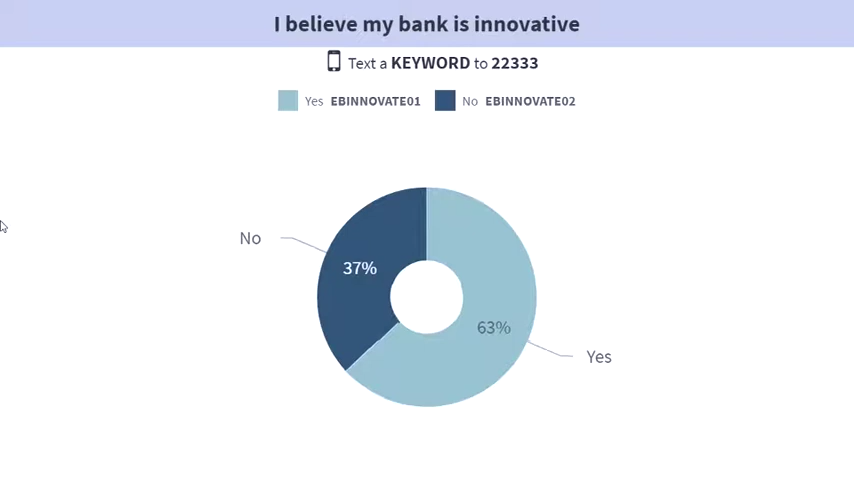 I believe my bank is innovative
Text a KEYWORD to 22333
Yes EBINNOVATE01 No EBINNOVATE02
No
37%
63%
Yes